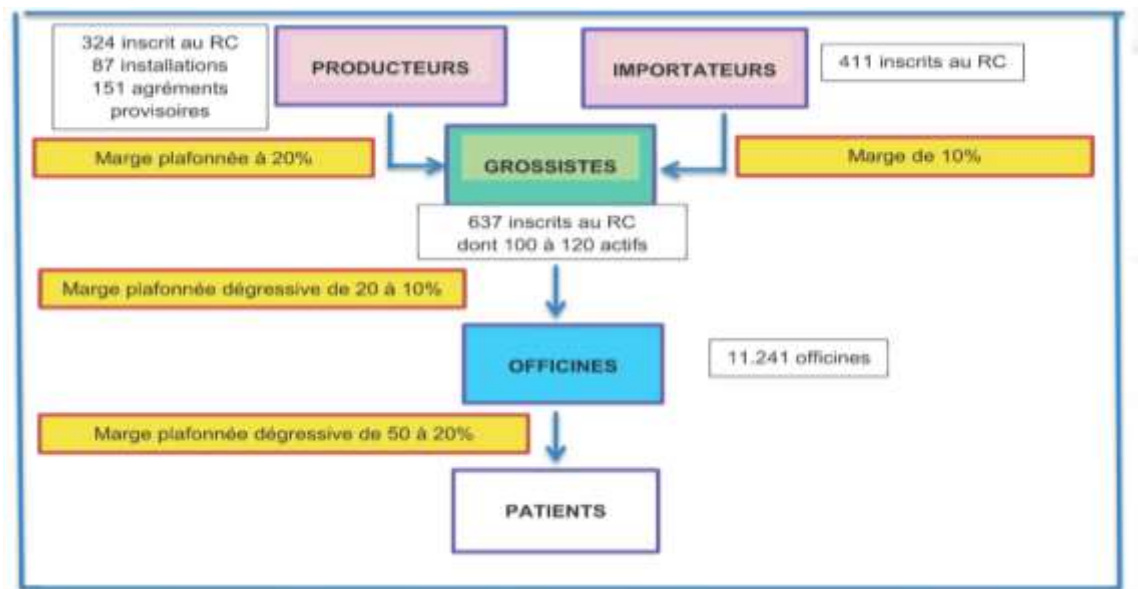 324 inscrit au RC
87 installations
151 agréments
provisoires
PRODUCTEURS
IMPORTATEURS
411 inscrits au RC
Marge plafonnée à 20%
GROSSISTES
Marge de 10%
637 inscrits au RC
dont 100 à 120 actifs
Marge plafonnée dégressive de 20 à 10%
OFFICINES
11.241 officines
Marge plafonnée dégressive de 50 à 20%
PATIENTS